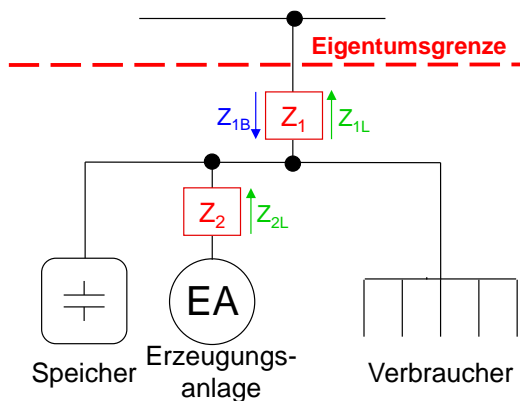 Eigentumsgrenze
Z1B
Z1
Z1L
Z2
Z2L
EA
Speicher
Erzeugungs-
anlage
Verbraucher